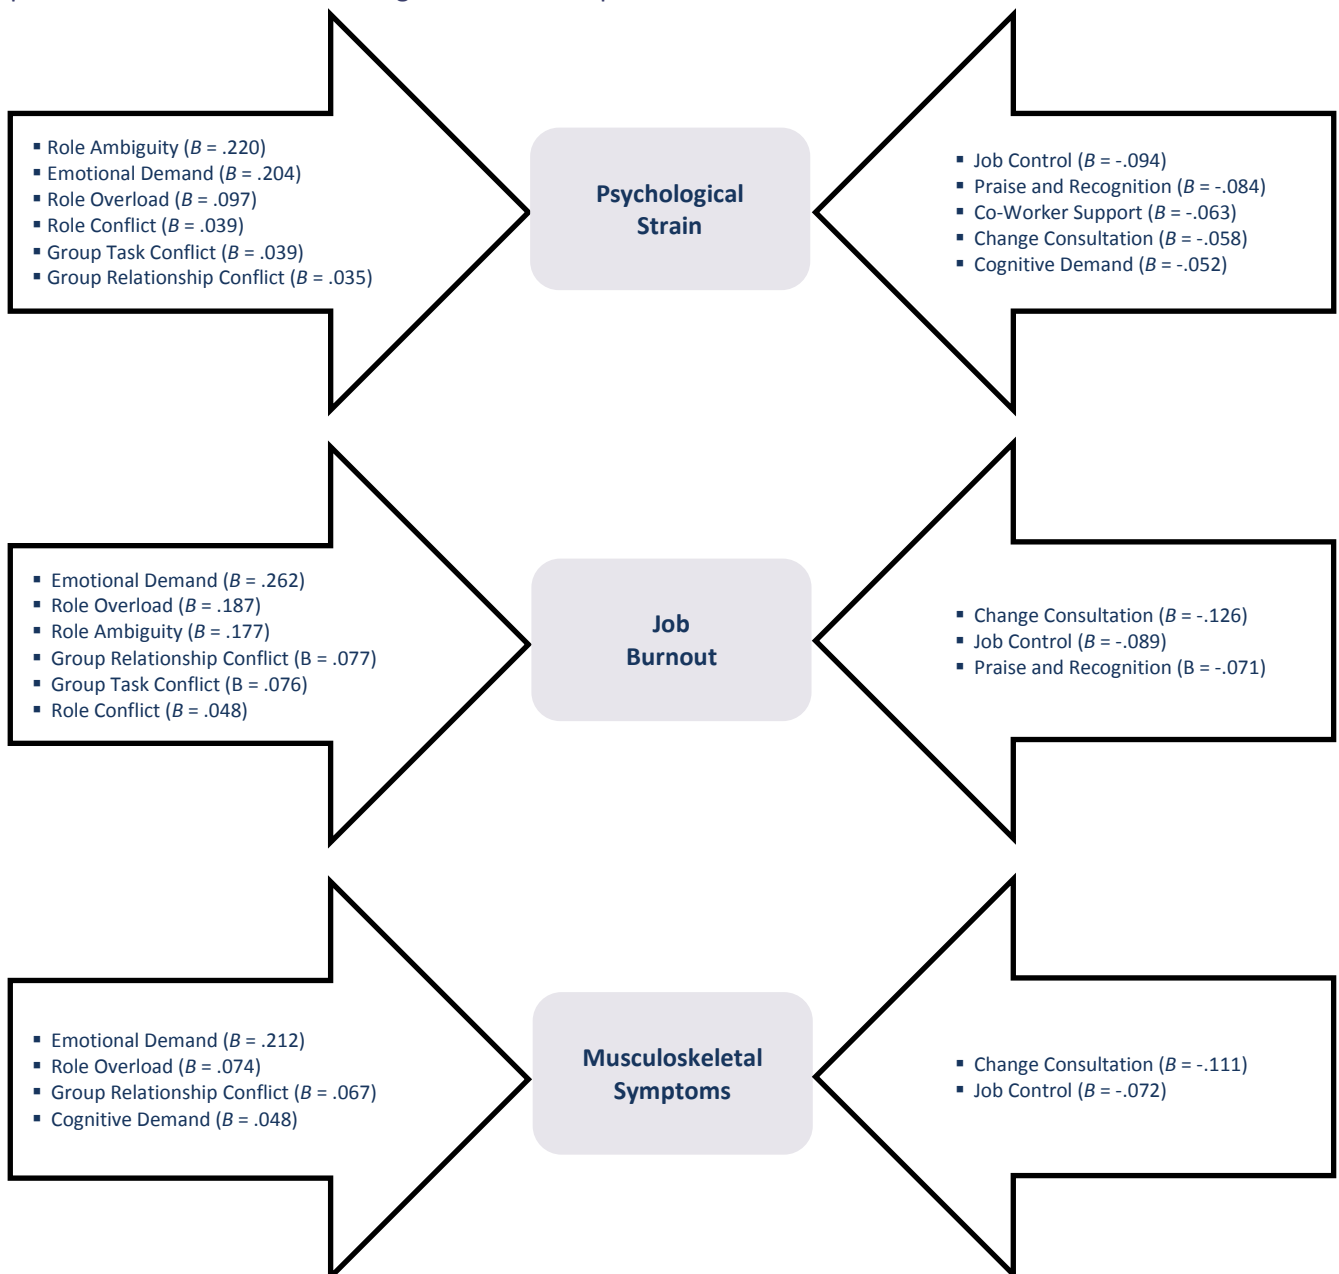 Role Ambiguity (B = .220)
Emotional Demand (B = .204)
Role Overload (B = .097)
Role Conflict (B = .039)
Group Task Conflict (B = .039)
Group Relationship Conflict (B = .035)
Psychological
Strain
Job Control (B = -.094)
Praise and Recognition (B = -.084)
Co-Worker Support (B = -.063)
Change Consultation (B = -.058)
Cognitive Demand (B = -.052)
Emotional Demand (B = .262)
Role Overload (B = .187)
Role Ambiguity (B = .177)
Group Relationship Conflict (B = .077)
Group Task Conflict (B = .076)
Role Conflict (B = .048)
Job
Burnout
Change Consultation (B = -.126)
Job Control (B = -.089)
Praise and Recognition (B = -.071)
Emotional Demand (B = .212)
Role Overload (B = .074)
Group Relationship Conflict (B = .067)
Cognitive Demand (B = .048)
Musculoskeletal
Symptoms
Change Consultation (B = -.111)
Job Control (B = -.072)